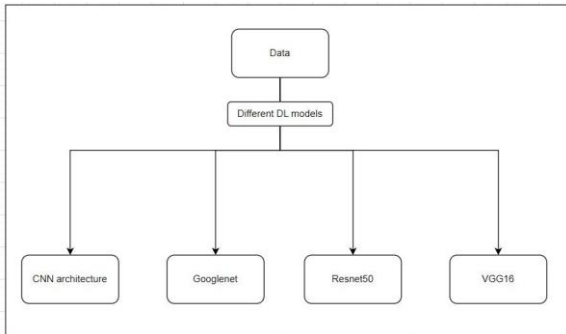 Data
Different DL models
CNN architecture
Googlenet
Resnet50
VGG16